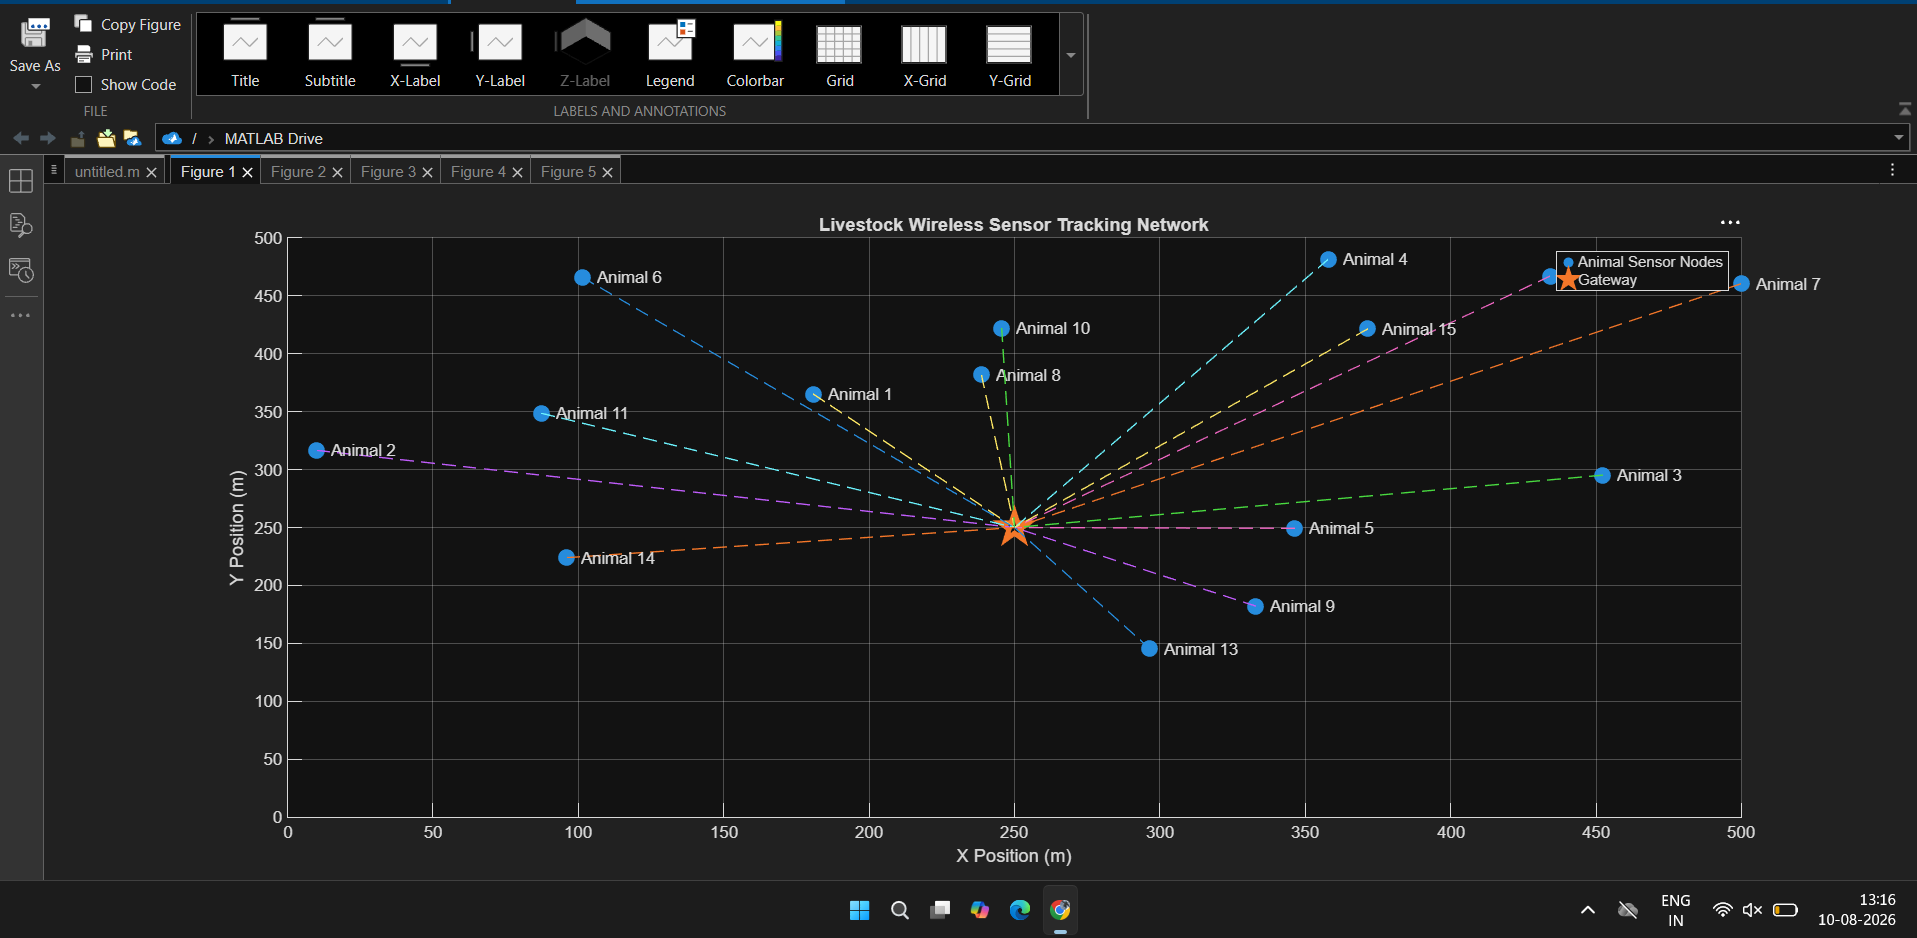 Save As
Copy Figure
Print
Show Code
FILE
Title
Subtitle
X-Label
Y-Label
Z-Label
Legend
Colorbar
Grid
X-Grid
Y-Grid
LABELS AND ANNOTATIONS
/ › MATLAB Drive
untitled.m
Figure 1
Figure 2
Figure 3
Figure 4
Figure 5
Livestock Wireless Sensor Tracking Network
Animal Sensor Nodes
Gateway
Animal 4
Animal 6
Animal 7
Animal 10
Animal 15
Animal 8
Animal 1
Animal 11
Animal 2
Animal 3
Animal 5
Animal 14
Animal 9
Animal 13
Y Position (m)
500
450
400
350
300
250
200
150
100
50
0
0 50 100 150 200 250 300 350 400 450 500
X Position (m)
ENG
IN
13:16
10-08-2026